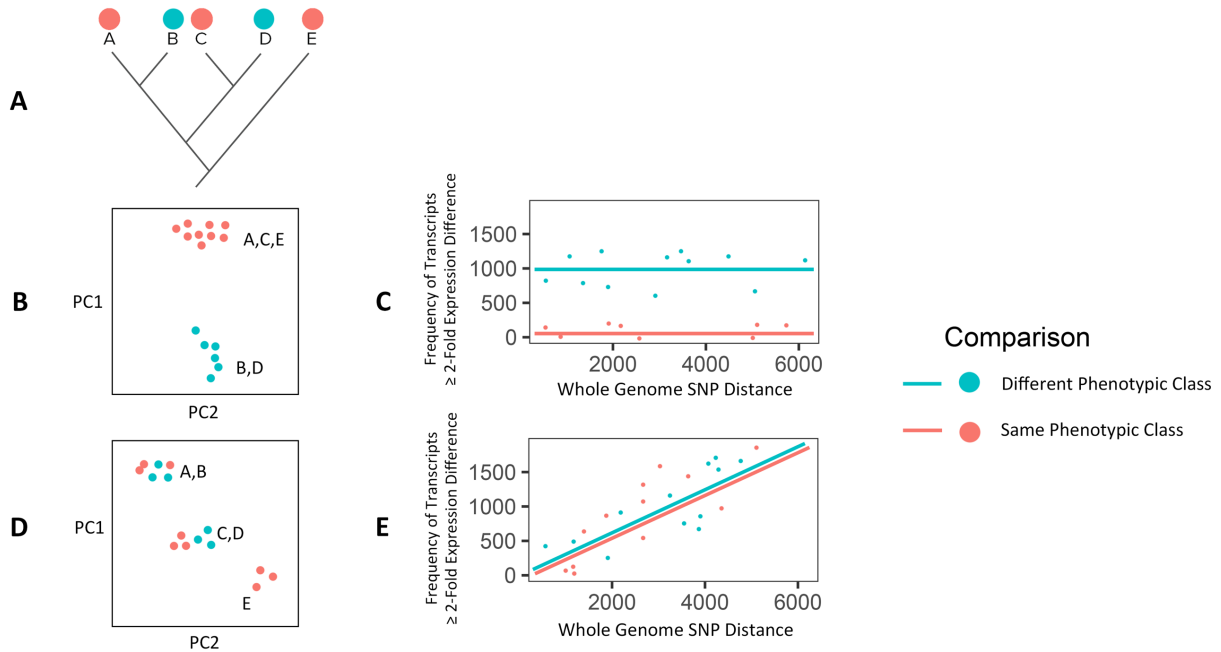 A B C D E
A
B
PC1
A,C,E
B,D
PC2
C
Frequency of Transcripts
≥ 2-Fold Expression Difference
1500
1000
500
0
2000 4000 6000
Whole Genome SNP Distance
D
PC1
A,B
C,D
E
PC2
E
Frequency of Transcripts
≥ 2-Fold Expression Difference
1500
1000
500
0
2000 4000 6000
Whole Genome SNP Distance
Comparison
Different Phenotypic Class
Same Phenotypic Class